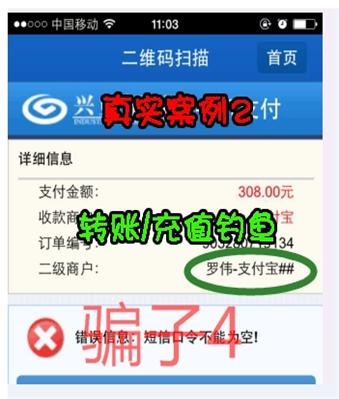 中国移动 11:03
二维码扫描 首页
兴 真实案例2 支付
INDUST
详细信息
支付金额: 308.00元
收款商 宝
转账/充值钓鱼
订单编号: 134
二级商户: 罗伟-支付宝##
骗了4
错误信息: 短信口令不能为空!